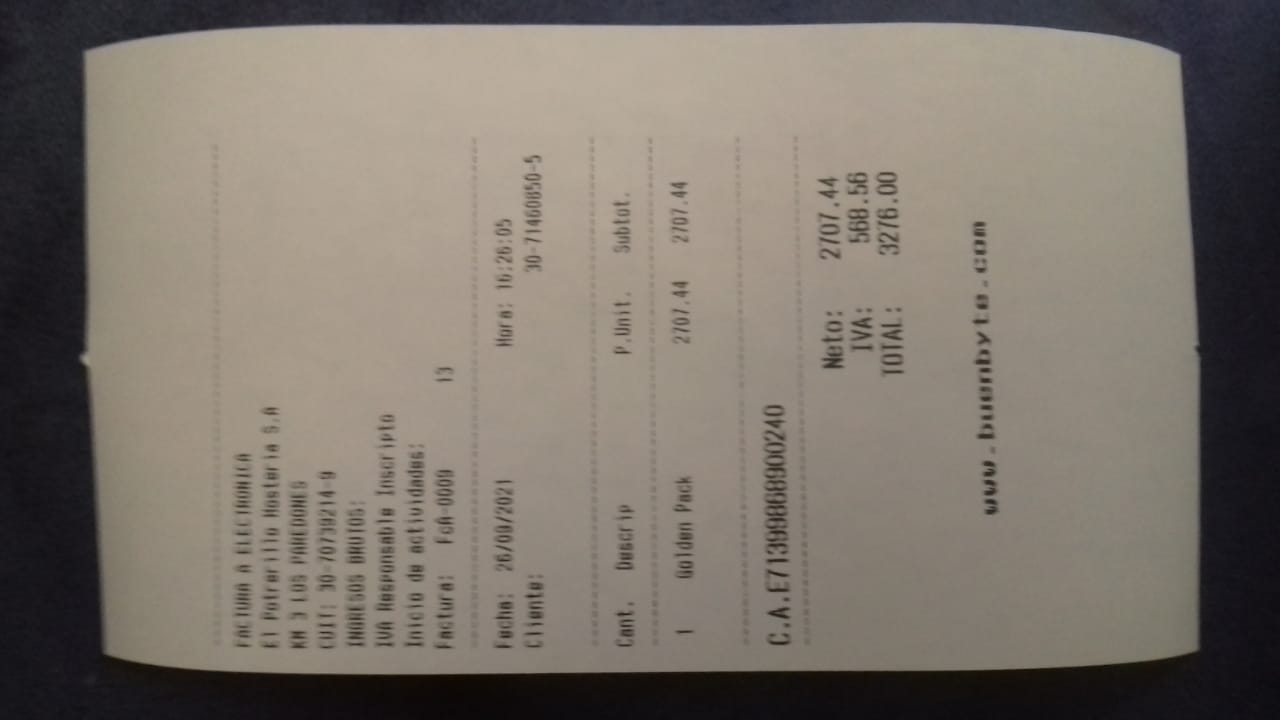 FACTURA A ELECTRONICA
El Potrerillo Hosteria S.A
KM 3 LOS PAREDONES
CUIT: 30-70739214-9
INGRESOS BRUTOS:
IVA Responsable Inscripto
Inicio de actividades:
Factura: FcA-0009 13
Fecha: 26/09/2021 Hora: 16:26:05
Cliente: 30-71460850-5
Cant. Descrip P.Unit. Subtot.
1 Golden Pack 2707.44 2707.44
C.A.E71399868900240
Neto: 2707.44
IVA: 568.56
TOTAL: 3276.00
www.buenbyte.com